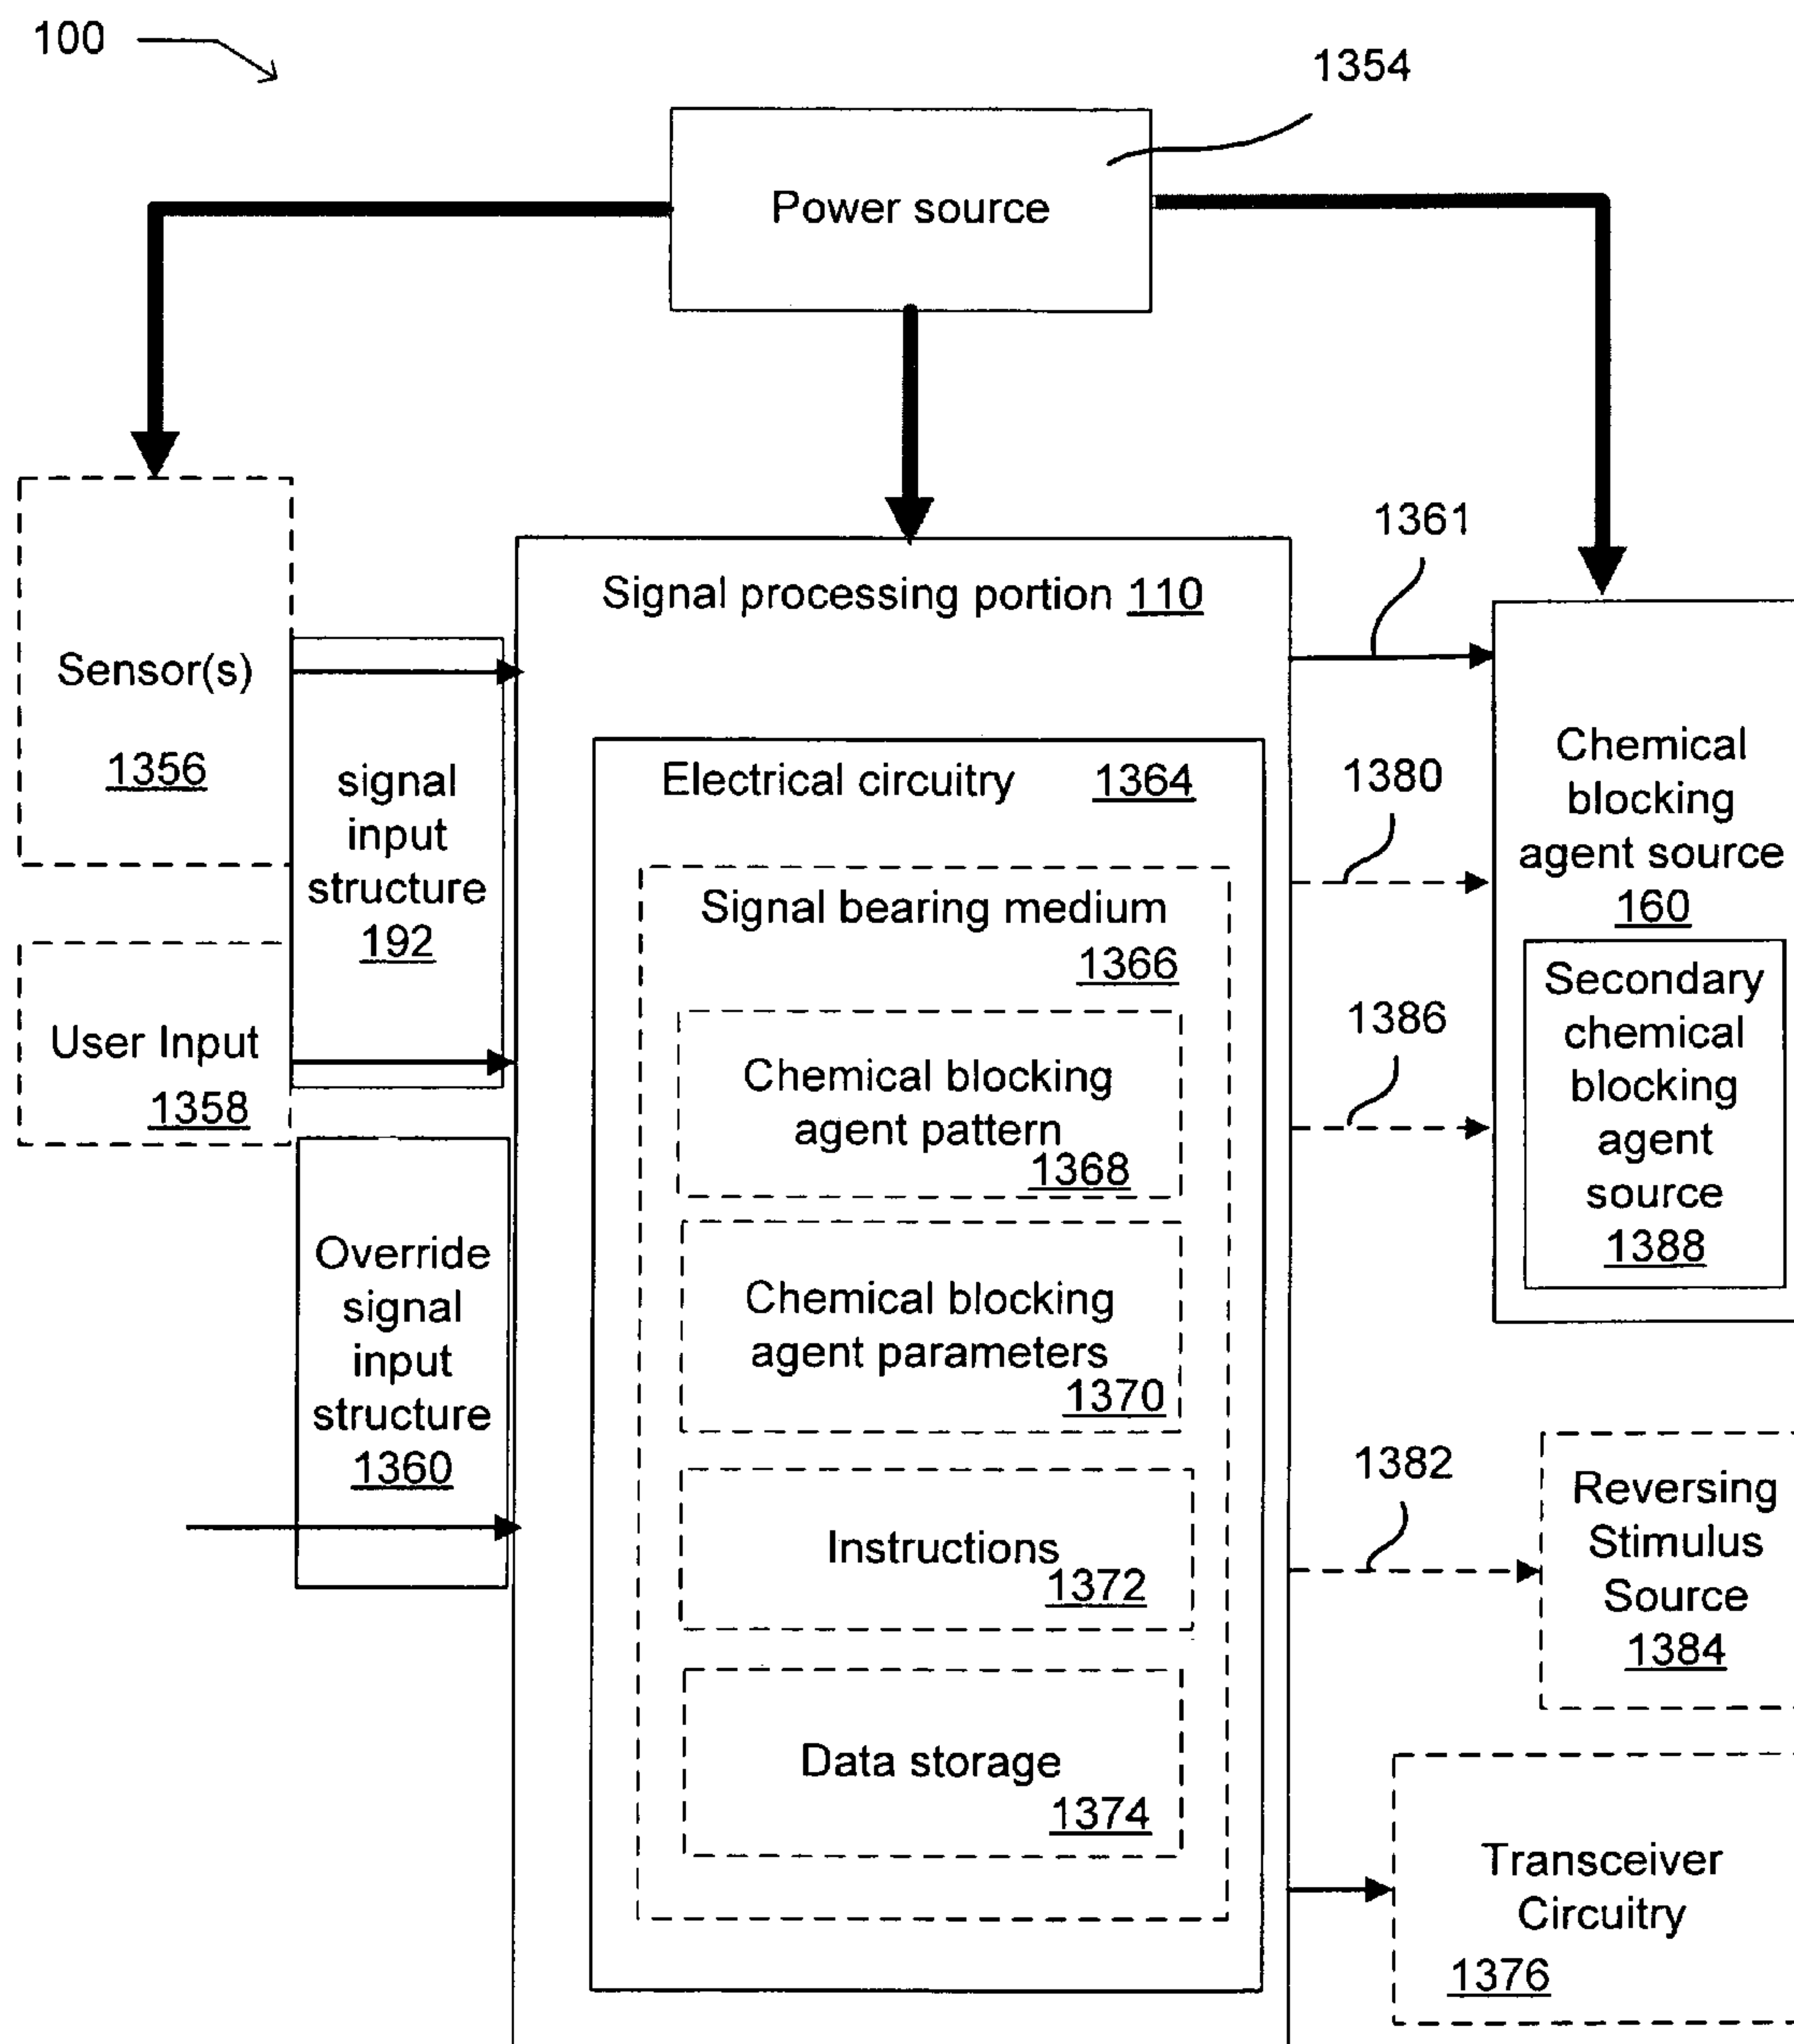 100
1354
Power source
1361
Signal processing portion 110
Sensor(s)
1356
signal
input
structure
192
User Input
1358
Override
signal
input
structure
1360
Electrical circuitry 1364
Signal bearing medium
1366
Chemical blocking
agent pattern
1368
Chemical blocking
agent parameters
1370
Instructions
1372
Data storage
1374
1380
1386
Chemical
blocking
agent source
160
Secondary
chemical
blocking
agent
source
1388
1382
Reversing
Stimulus
Source
1384
Transceiver
Circuitry
1376